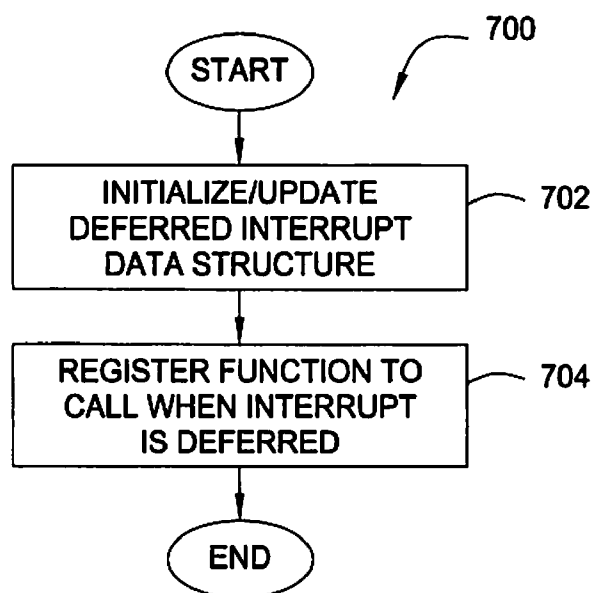 700
START
INITIALIZE/UPDATE
DEFERRED INTERRUPT
DATA STRUCTURE
702
REGISTER FUNCTION TO
CALL WHEN INTERRUPT
IS DEFERRED
704
END